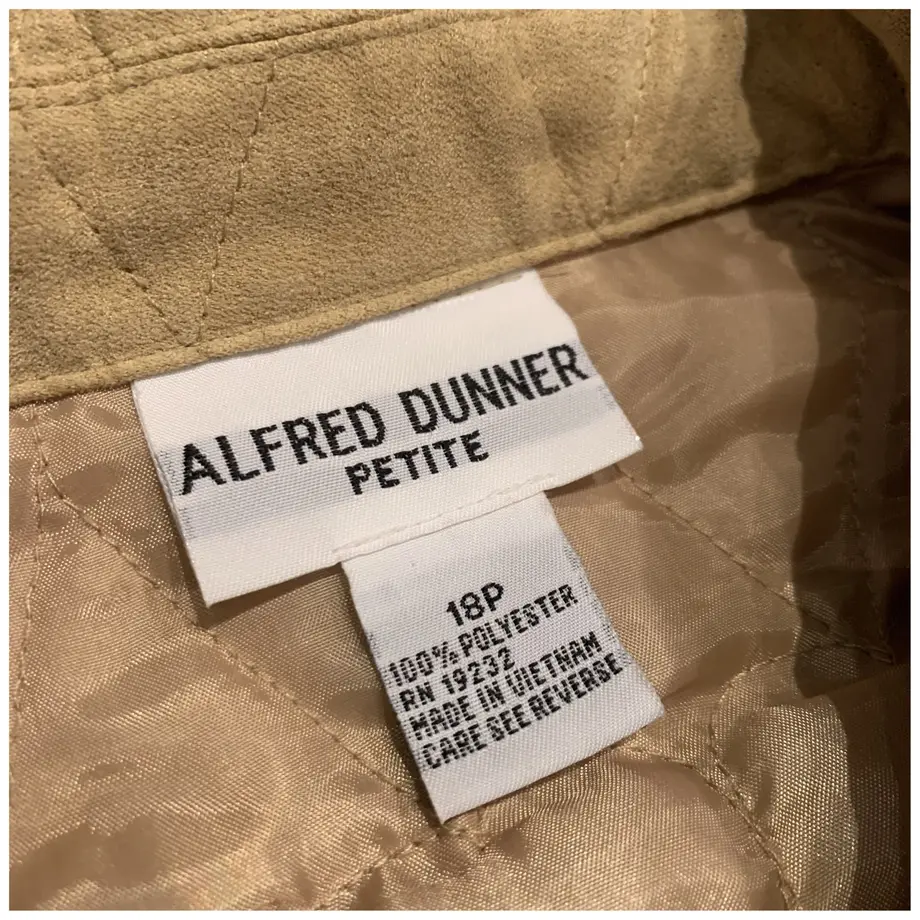 ALFRED DUNNER
PETITE
18P
100% POLYESTER
RN 19232
MADE IN VIETNAM
CARE SEE REVERSE